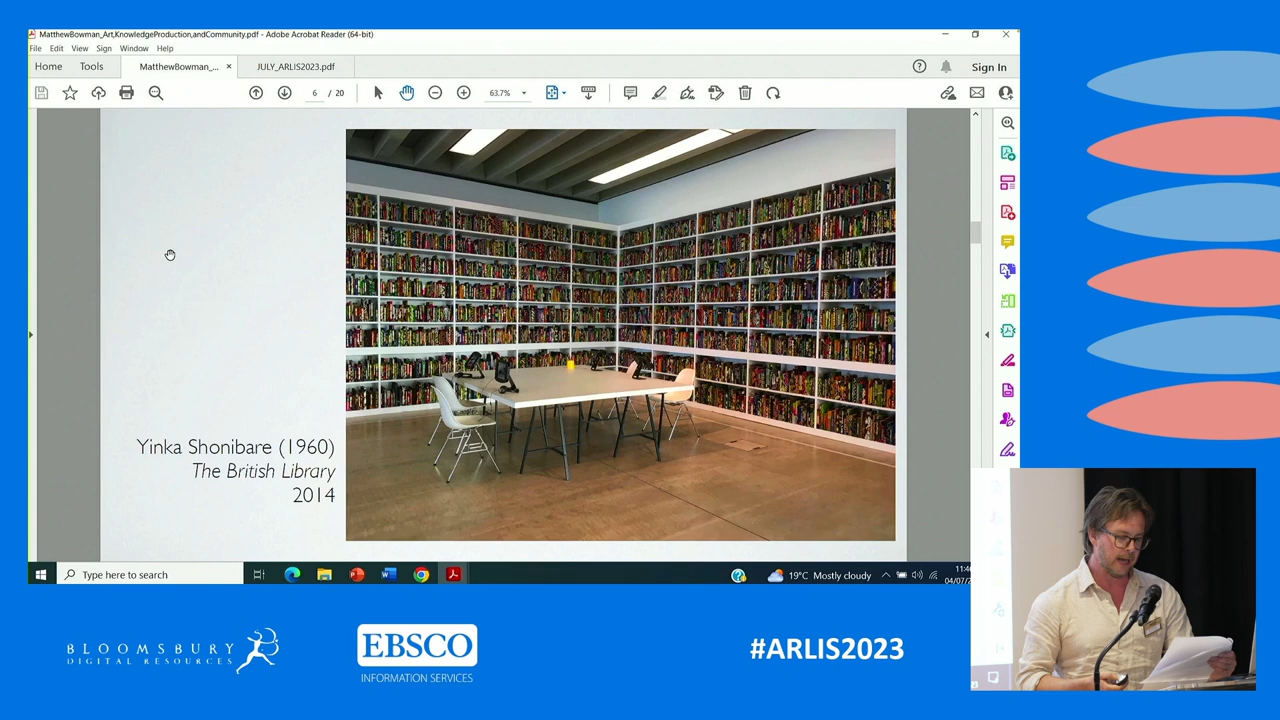 MatthewBowman_Art,KnowledgeProduction,andCommunity.pdf - Adobe Acrobat Reader (64-bit)
File Edit View Sign Window Help
Home Tools MatthewBowman_... × JULY_ARLIS2023.pdf Sign In
6 / 20 63.7%
Yinka Shonibare (1960)
The British Library
2014
Type here to search 19°C Mostly cloudy
BLOOMSBURY
DIGITAL RESOURCES
EBSCO
INFORMATION SERVICES
#ARLIS2023